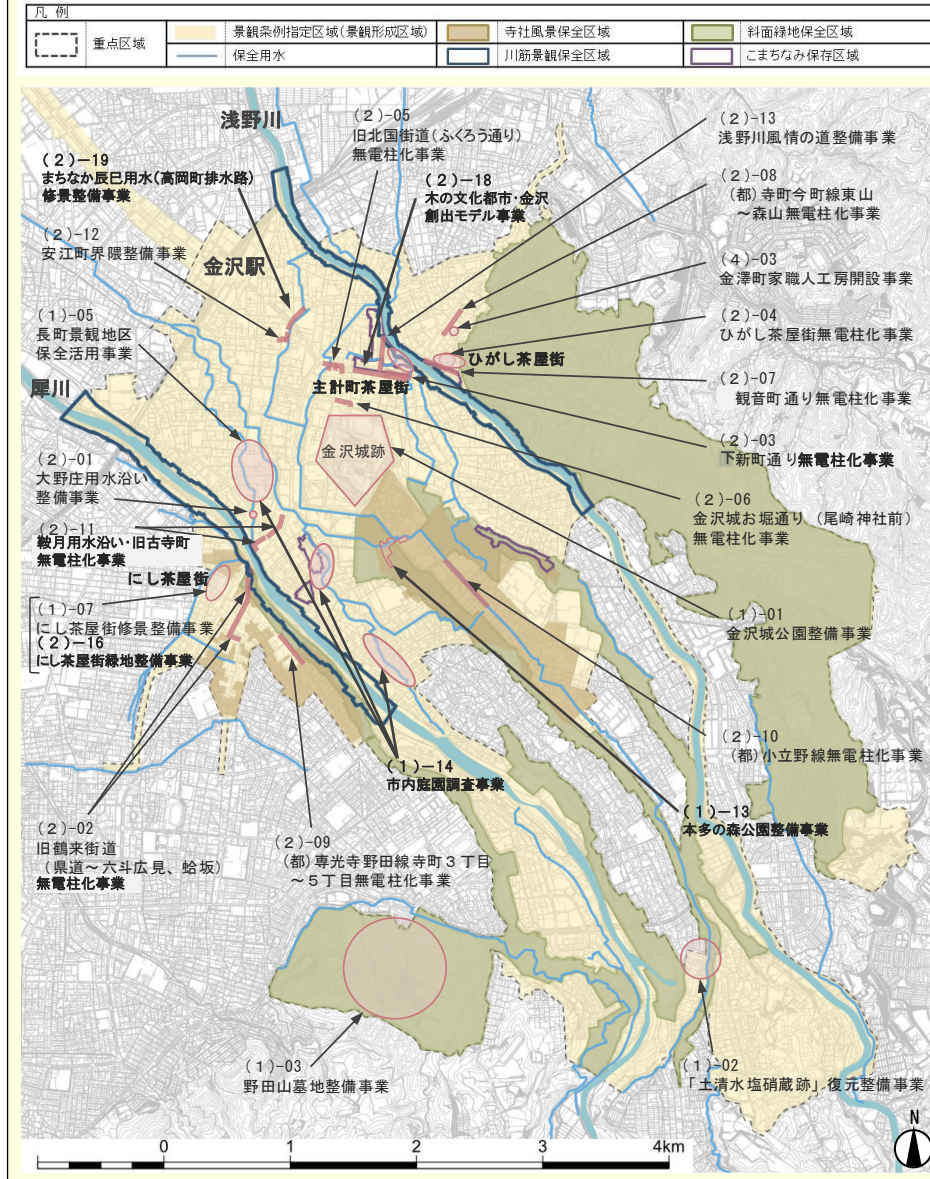 凡 例
重点区域
景観条例指定区域(景観形成区域)
寺社風景保全区域
斜面緑地保全区域
保全用水
川筋景観保全区域
こまちなみ保存区域
浅野川
(2)-05
旧北国街道(ふくろう通り)
無電柱化事業
(2)-13
浅野川風情の道整備事業
(2)-19
まちなか辰巳用水(高岡町排水路)
修景整備事業
(2)-18
木の文化都市・金沢
創出モデル事業
(2)-08
(都)寺町今町線東山
～森山無電柱化事業
(2)-12
安江町界隈整備事業
金沢駅
(4)-03
金澤町家職人工房開設事業
(1)-05
長町景観地区
保全活用事業
(2)-04
ひがし茶屋街無電柱化事業
ひがし茶屋街
主計町茶屋街
(2)-07
観音町通り無電柱化事業
犀川
(2)-03
下新町通り無電柱化事業
金沢城跡
(2)-01
大野庄用水沿い
整備事業
(2)-06
金沢城お堀通り (尾崎神社前)
無電柱化事業
(2)-11
鞍月用水沿い・旧古寺町
無電柱化事業
にし茶屋街
(1)-07
にし茶屋街修景整備事業
(2)-16
にし茶屋街緑地整備事業
(1)-01
金沢城公園整備事業
(2)-10
(都)小立野線無電柱化事業
(1)-14
市内庭園調査事業
(1)-13
本多の森公園整備事業
(2)-02
旧鶴来街道
(県道～六斗広見、蛤坂)
無電柱化事業
(2)-09
(都)専光寺野田線寺町3丁目
～5丁目無電柱化事業
(1)-03
野田山墓地整備事業
(1)-02
「土清水塩硝蔵跡」復元整備事業
N
0 1 2 3 4km